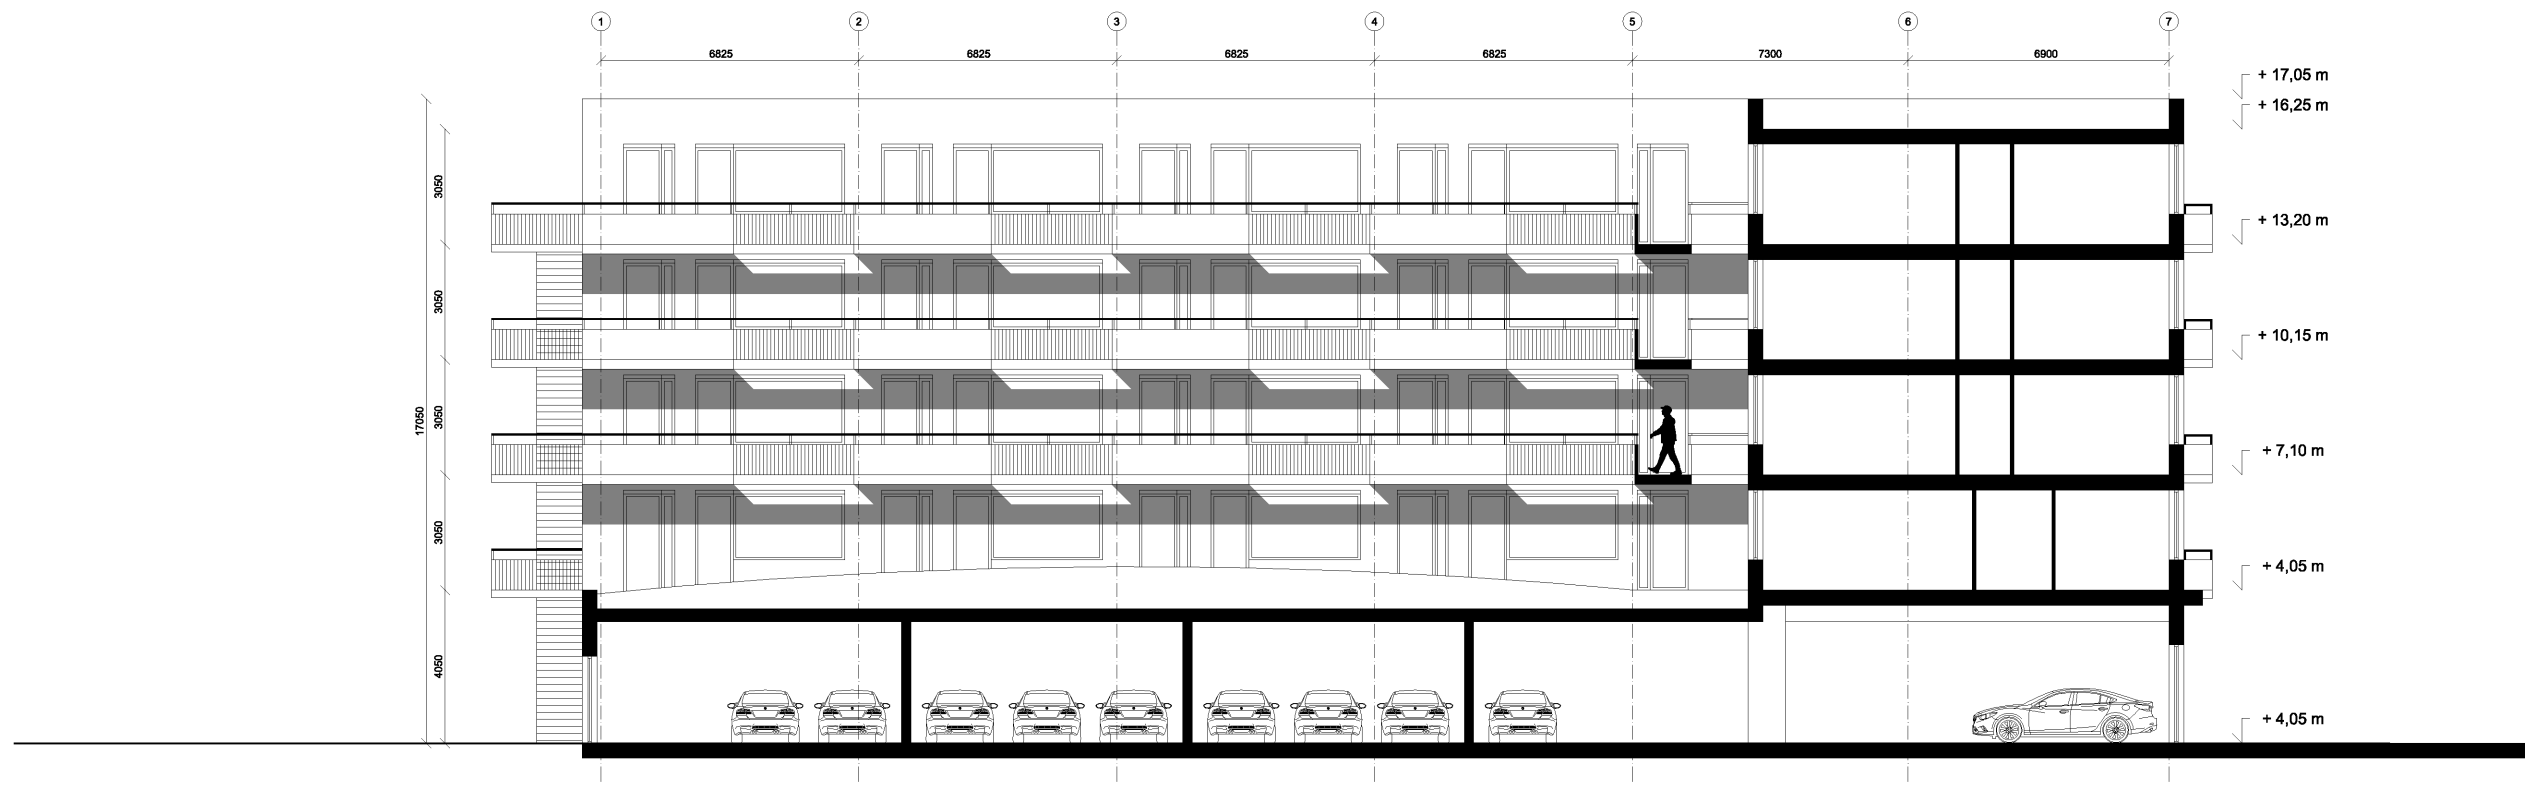 1 2 3 4 5 6 7
6825 6825 6825 6825 7300 6900
+ 17,05 m
+ 16,25 m
3050
+ 13,20 m
3050
+ 10,15 m
17050
3050
+ 7,10 m
3050
+ 4,05 m
4050
+ 4,05 m